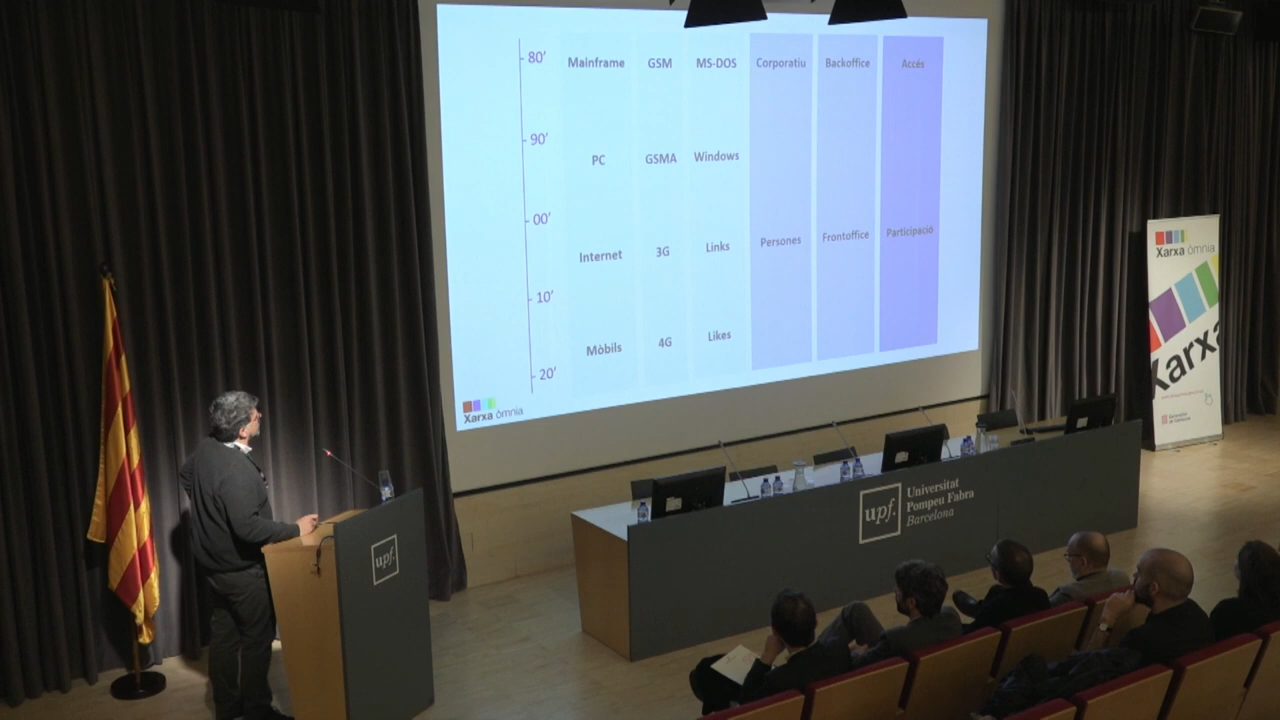 80' Mainframe GSM MS-DOS Corporatiu Backoffice Accés
90' PC GSMA Windows
00' Internet 3G Links Persones Frontoffice Participació
10' Mòbils 4G Likes
20'
Xarxa òmnia
upf.
upf.
Universitat
Pompeu Fabra
Barcelona
Xarxa òmnia
Xarxa